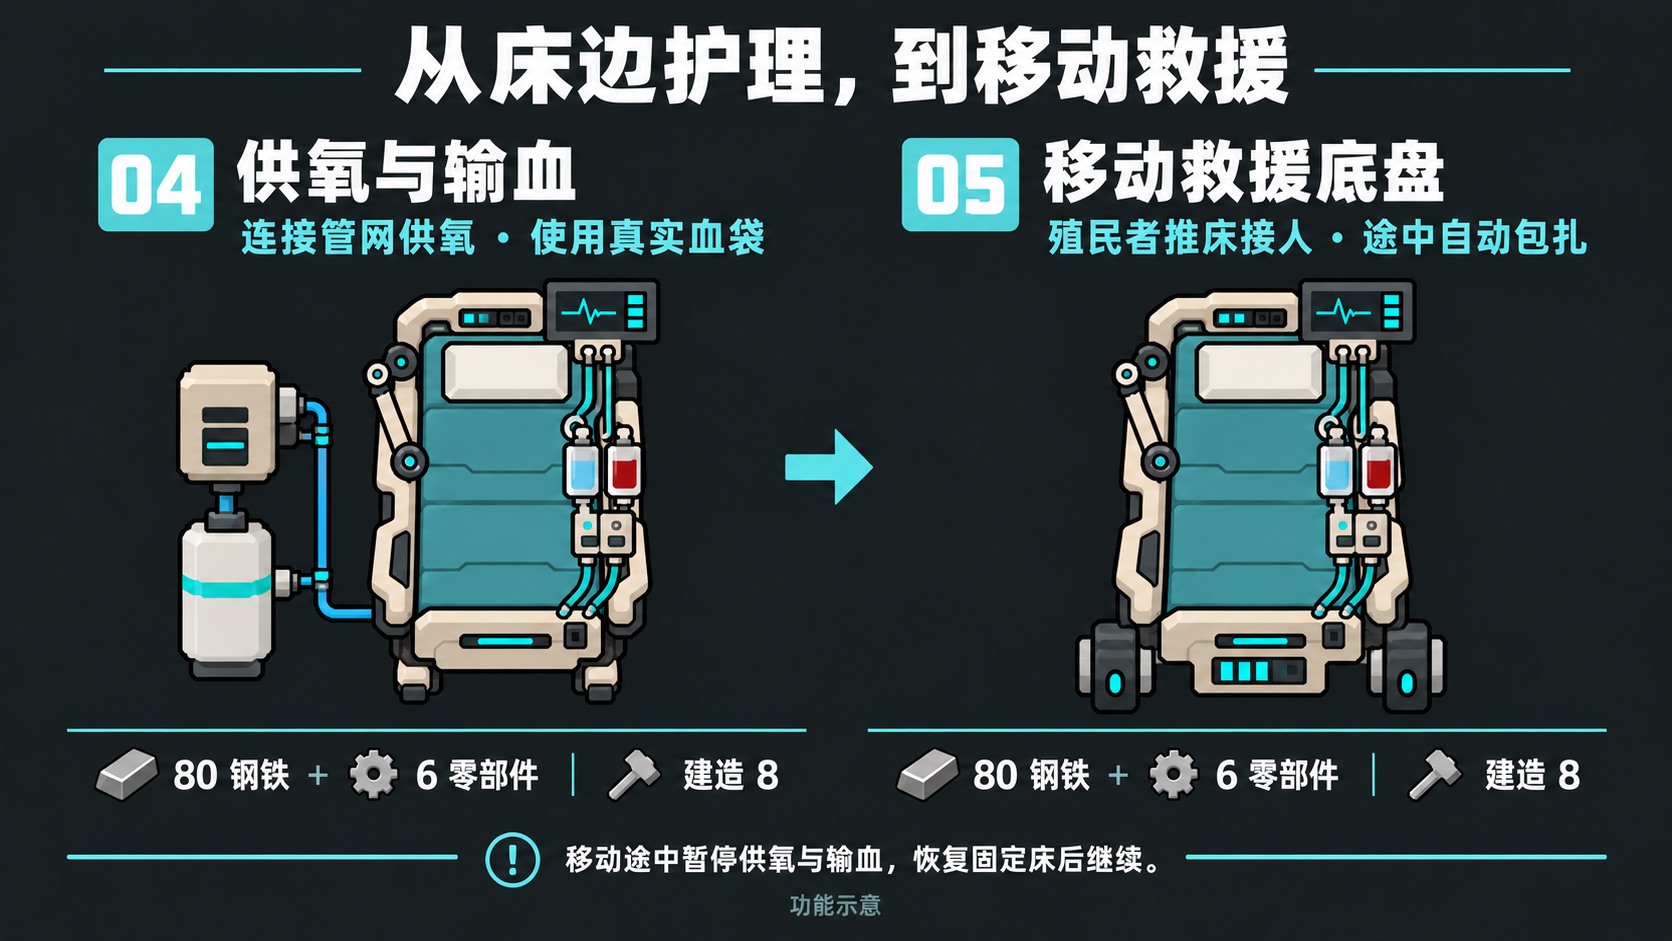 从床边护理，到移动救援
04 供氧与输血
连接管网供氧 · 使用真实血袋
05 移动救援底盘
殖民者推床接人 · 途中自动包扎
80 钢铁 + 6 零部件 | 建造 8
80 钢铁 + 6 零部件 | 建造 8
! 移动途中暂停供氧与输血，恢复固定床后继续。
功能示意